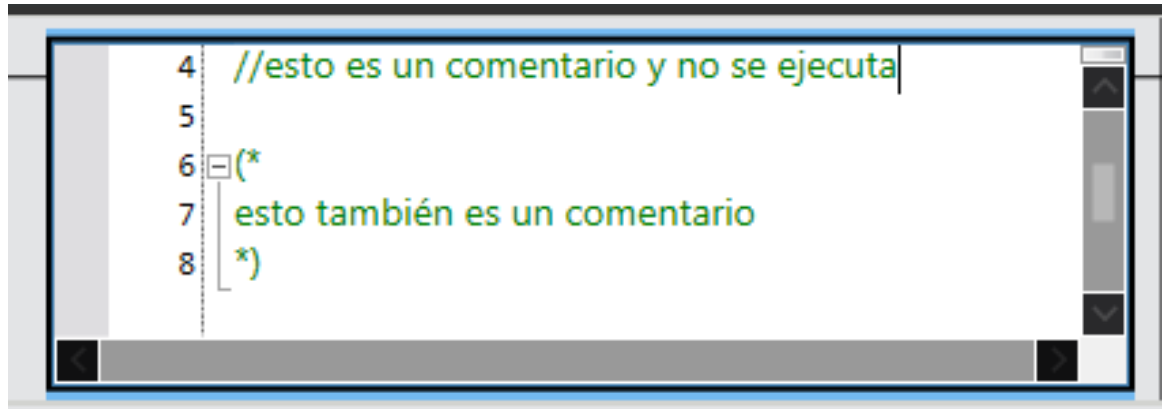 4 //esto es un comentario y no se ejecuta
5
6 (*
7 esto también es un comentario
8 *)